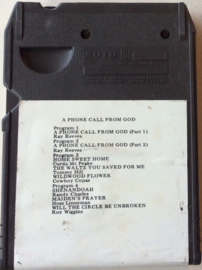 A PHONE CALL FROM GOD
Program 1
A PHONE CALL FROM GOD (Part 1)
Ray Reeves
Program 2
A PHONE CALL FROM GOD (Part 2)
Ray Reeves
Program 3
HOME SWEET HOME
Curtis Mc Peake
THE WALTZ YOU SAVED FOR ME
Tommy Hill
WILDWOOD FLOWER
Cowboy Copas
Program 4
SHENANDOAH
Randy Charles
MAIDEN'S PRAYER
Hoss Linneman
WILL THE CIRCLE BE UNBROKEN
Roy Wiggins